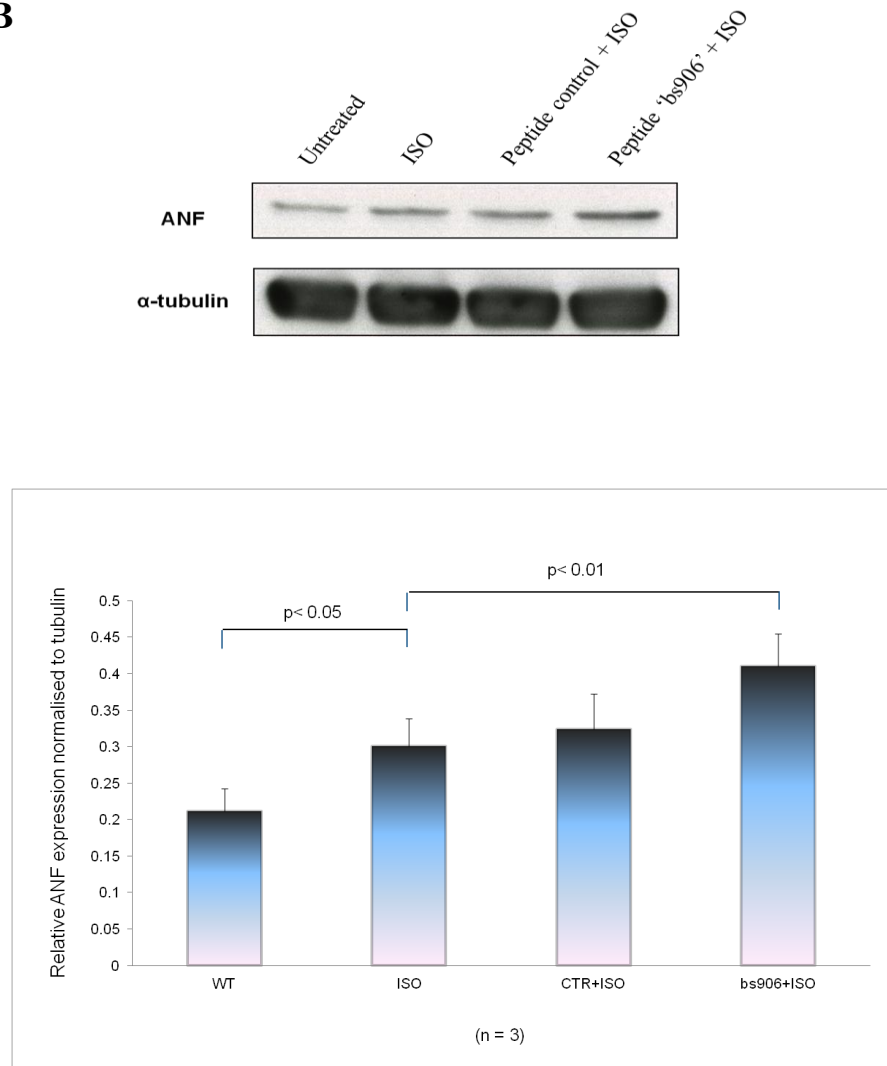 B
Untreated
ISO
Peptide control + ISO
Peptide ‘bs906’ + ISO
ANF
α-tubulin
p< 0.01
p< 0.05
Relative ANF expression normalised to tubulin
0.5
0.45
0.4
0.35
0.3
0.25
0.2
0.15
0.1
0.05
0
WT ISO CTR+ISO bs906+ISO
(n = 3)